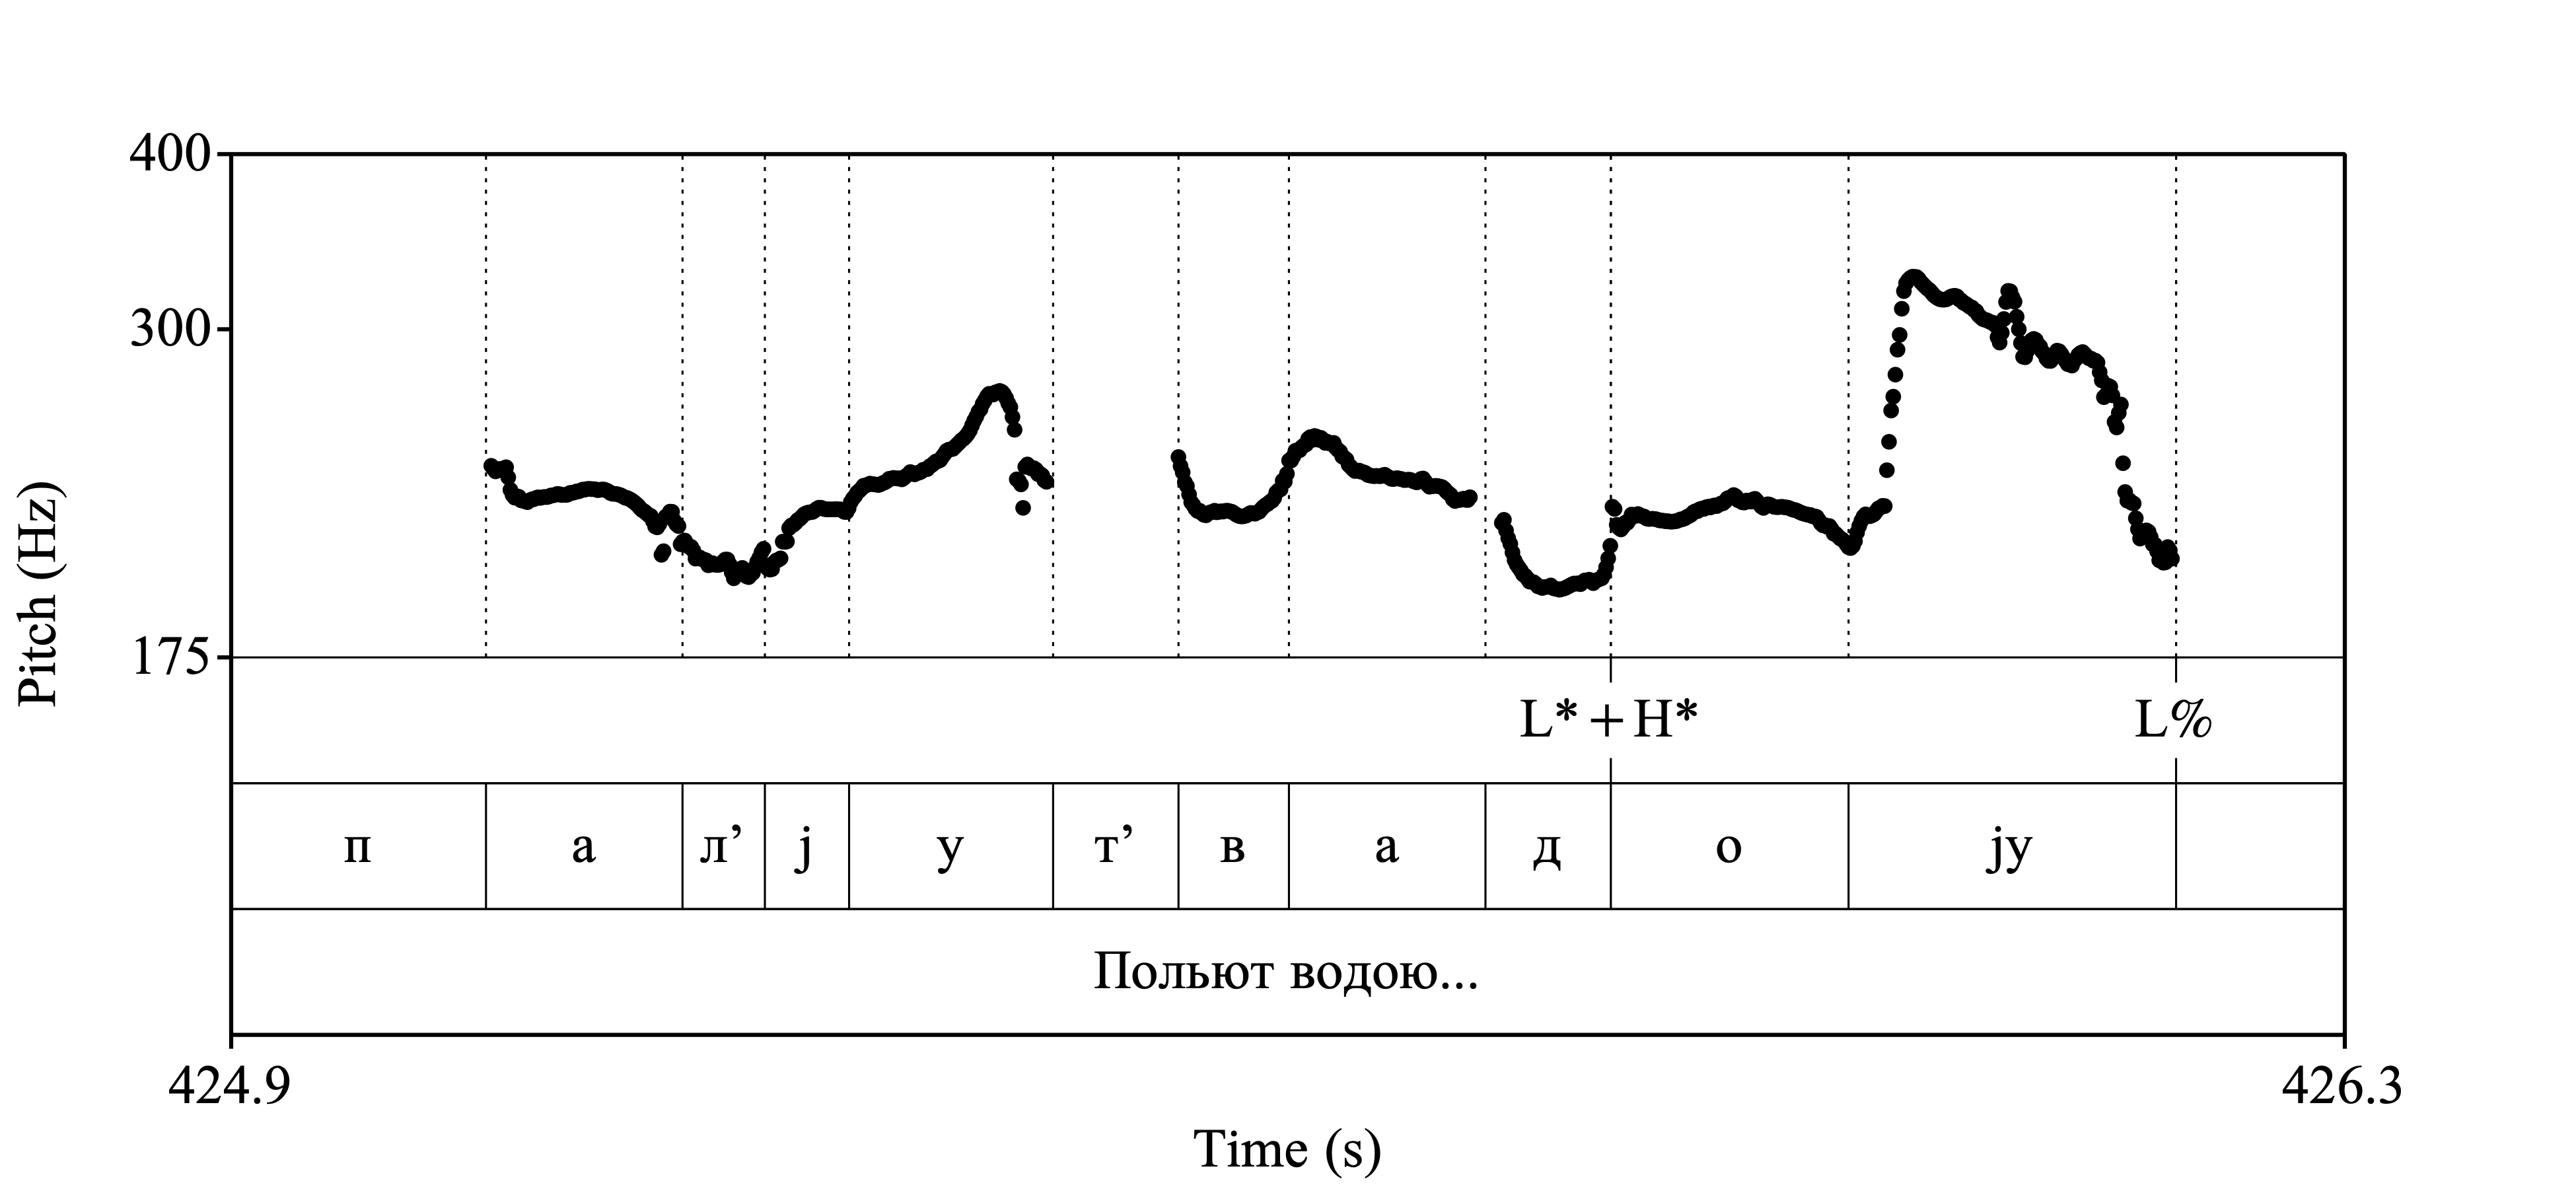 400
300
175
Pitch (Hz)
L*+H* L%
п а л’ j у т’ в а д о jу
Польют водою...
424.9 426.3
Time (s)